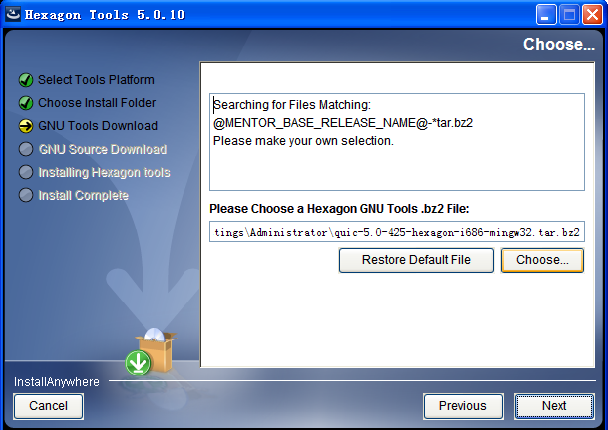 Hexagon Tools 5.0.10
Choose...
Select Tools Platform
Choose Install Folder
GNU Tools Download
GNU Source Download
Installing Hexagon tools
Install Complete
Searching for Files Matching:
@MENTOR_BASE_RELEASE_NAME@-*tar.bz2
Please make your own selection.
Please Choose a Hexagon GNU Tools .bz2 File:
tings\Administrator\quic-5.0-425-hexagon-i686-mingw32.tar.bz2
Restore Default File
Choose...
InstallAnywhere
Cancel
Previous
Next